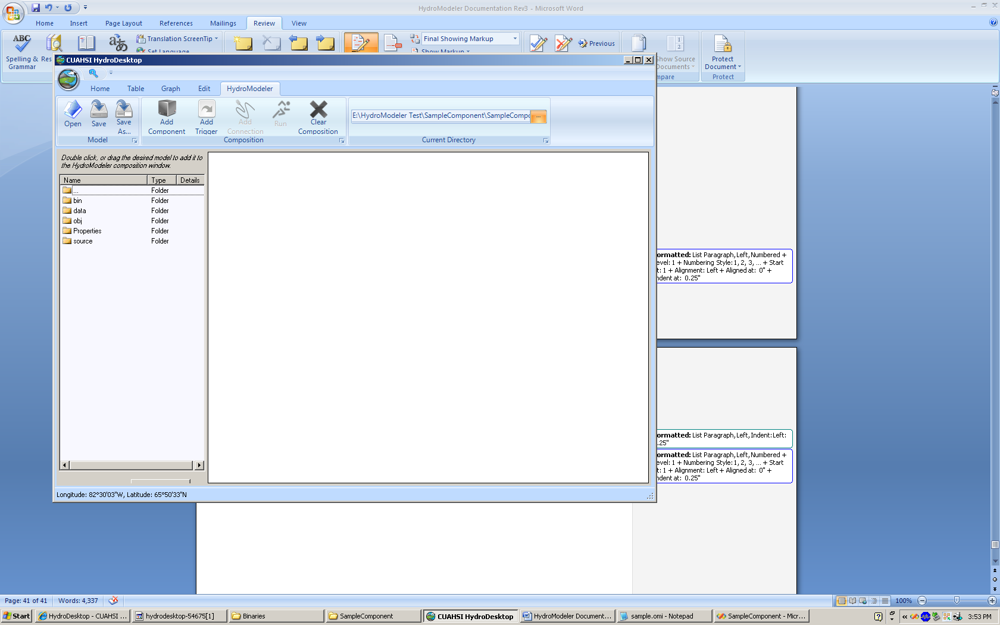 HydroModeler Documentation Rev3 - Microsoft Word
Home Insert Page Layout References Mailings Review View
ABC
Spelling & Res
Grammar
Translation ScreenTip
Set Language
Final Showing Markup
Show Markup
Previous
how Source
ocuments
mpare
Protect
Document
Protect
CUAHSI HydroDesktop
Home Table Graph Edit HydroModeler
Open
Save
Save
As...
Model
Add
Component
Add
Trigger
Add
Connection
Run
Clear
Composition
Composition
E:\HydroModeler Test\SampleComponent\SampleCompo ...
Current Directory
Double click, or drag the desired model to add it to
the HydroModeler composition window.
Name Type Details
... Folder
bin Folder
data Folder
obj Folder
Properties Folder
source Folder
Longitude: 82°30'03"W, Latitude: 65°50'33"N
ormatted: List Paragraph, Left, Numbered +
evel: 1 + Numbering Style: 1, 2, 3, ... + Start
t: 1 + Alignment: Left + Aligned at: 0" +
ndent at: 0.25"
ormatted: List Paragraph, Left, Indent: Left:
.25"
ormatted: List Paragraph, Left, Numbered +
evel: 1 + Numbering Style: 1, 2, 3, ... + Start
t: 1 + Alignment: Left + Aligned at: 0" +
ndent at: 0.25"
Page: 41 of 41 Words: 4,337
100%
Start
HydroDesktop - CUAHSI ...
hydrodesktop-54675[1]
Binaries
SampleComponent
CUAHSI HydroDesktop
HydroModeler Document...
sample.omi - Notepad
SampleComponent - Micr...
3:53 PM